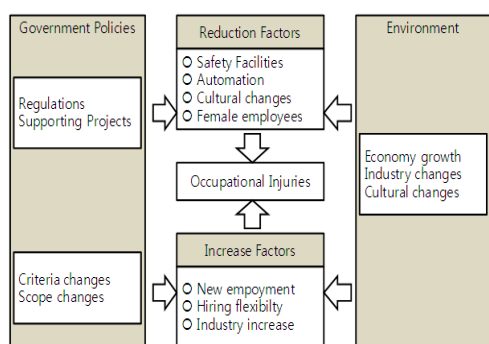 Government Policies
Regulations
Supporting Projects
Criteria changes
Scope changes
Reduction Factors
O Safety Facilities
O Automation
O Cultural changes
O Female employees
Occupational Injuries
Increase Factors
O New empoyment
O Hiring flexibilty
O Industry increase
Environment
Economy growth
Industry changes
Cultural changes